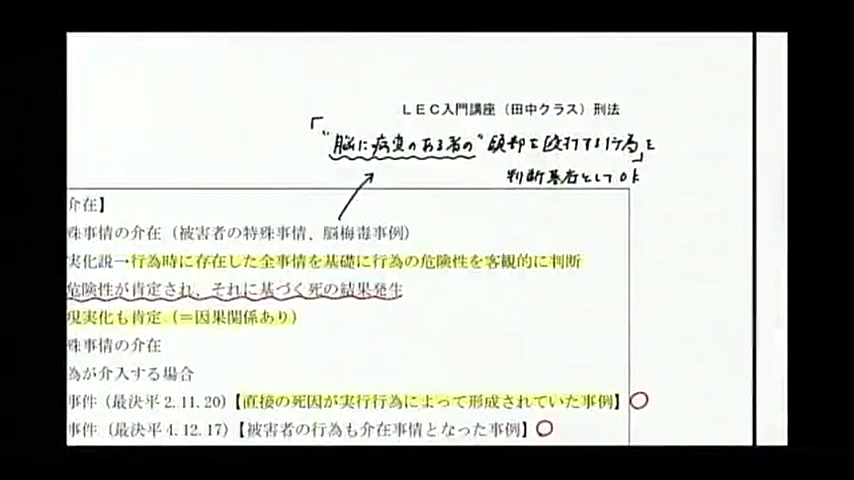 LEC入門講座（田中クラス）刑法
「"脳に病変のある者の"頭部を殴打する行為」を
判断基底としてOK
介在】
殊事情の介在（被害者の特殊事情、脳梅毒事例）
実化説→行為時に存在した全事情を基礎に行為の危険性を客観的に判断
危険性が肯定され、それに基づく死の結果発生
現実化も肯定（＝因果関係あり）
殊事情の介在
為が介入する場合
事件（最決平2.11.20）【直接の死因が実行行為によって形成されていた事例】
事件（最決平4.12.17）【被害者の行為も介在事情となった事例】